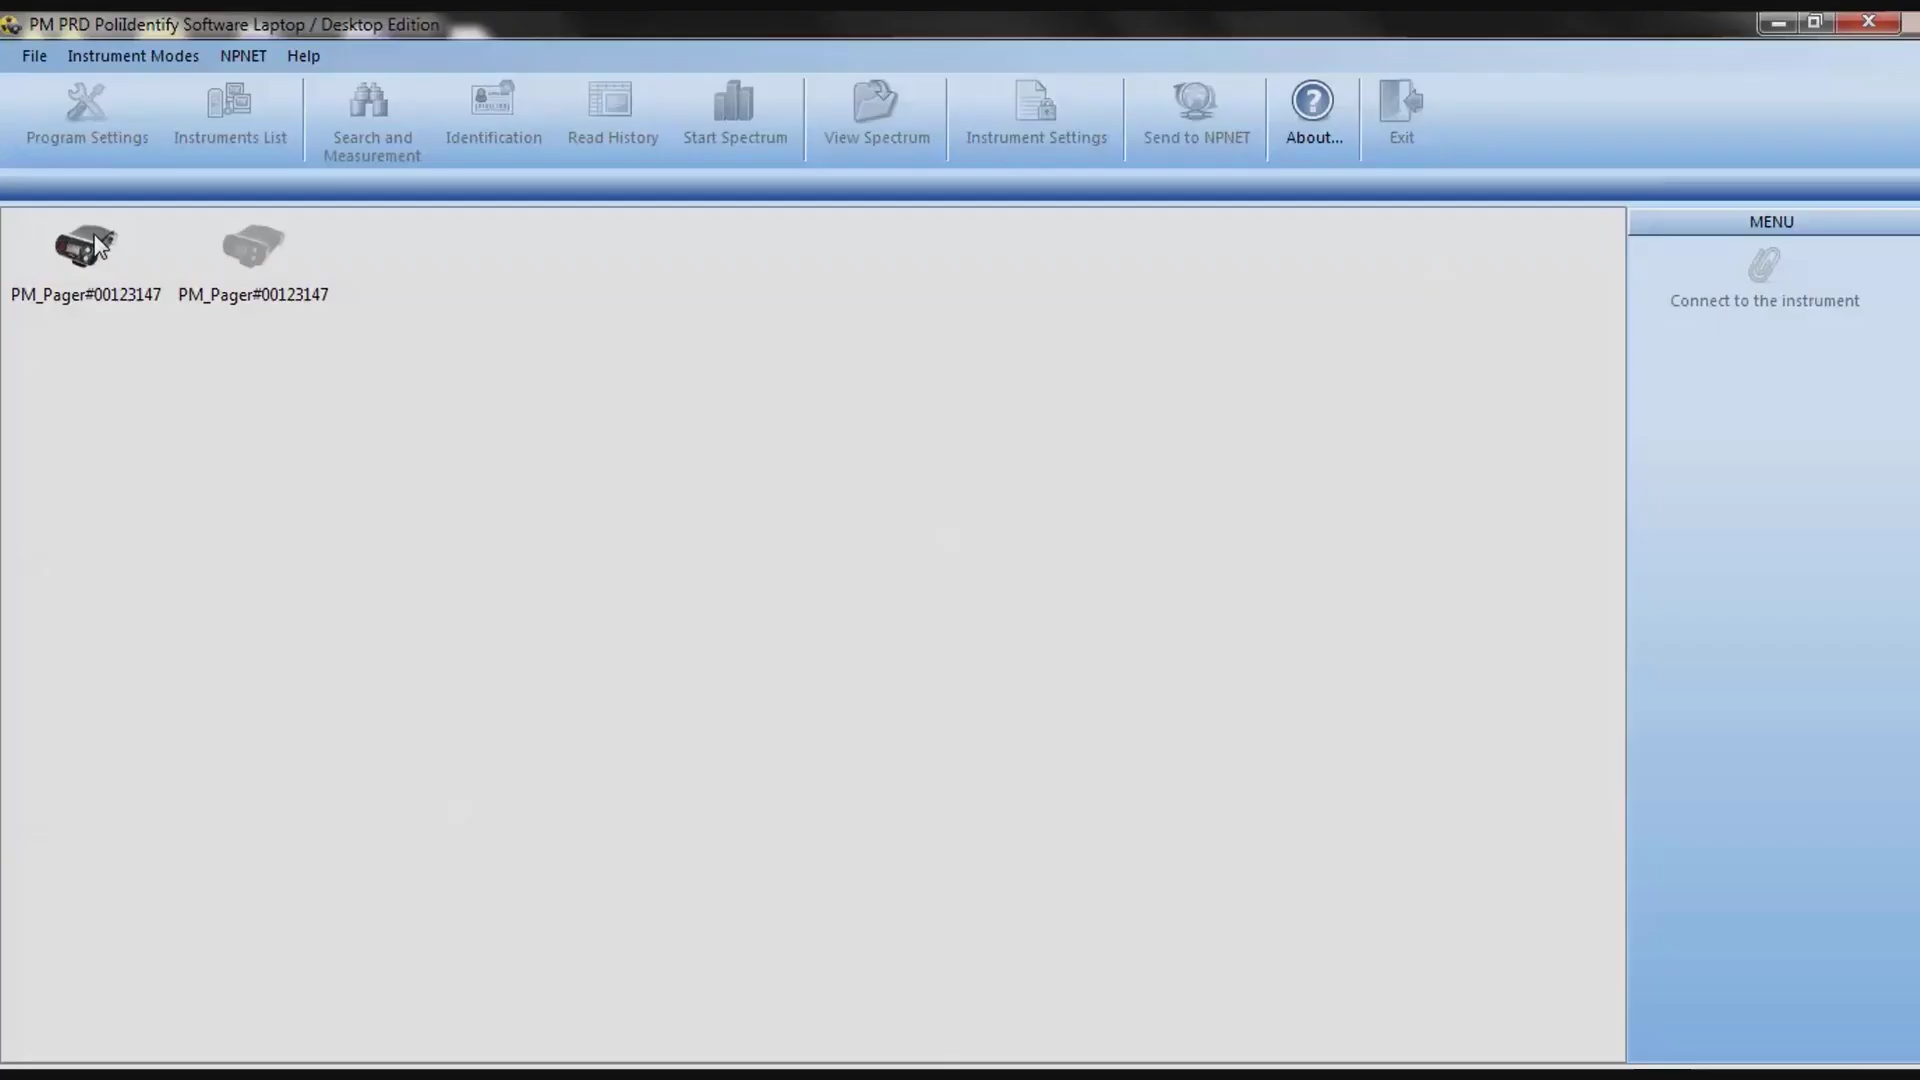 PM PRD PoliIdentify Software Laptop / Desktop Edition
File Instrument Modes NPNET Help
Program Settings Instruments List Search and Measurement Identification Read History Start Spectrum View Spectrum Instrument Settings Send to NPNET About... Exit
PM_Pager#00123147 PM_Pager#00123147
MENU
Connect to the instrument